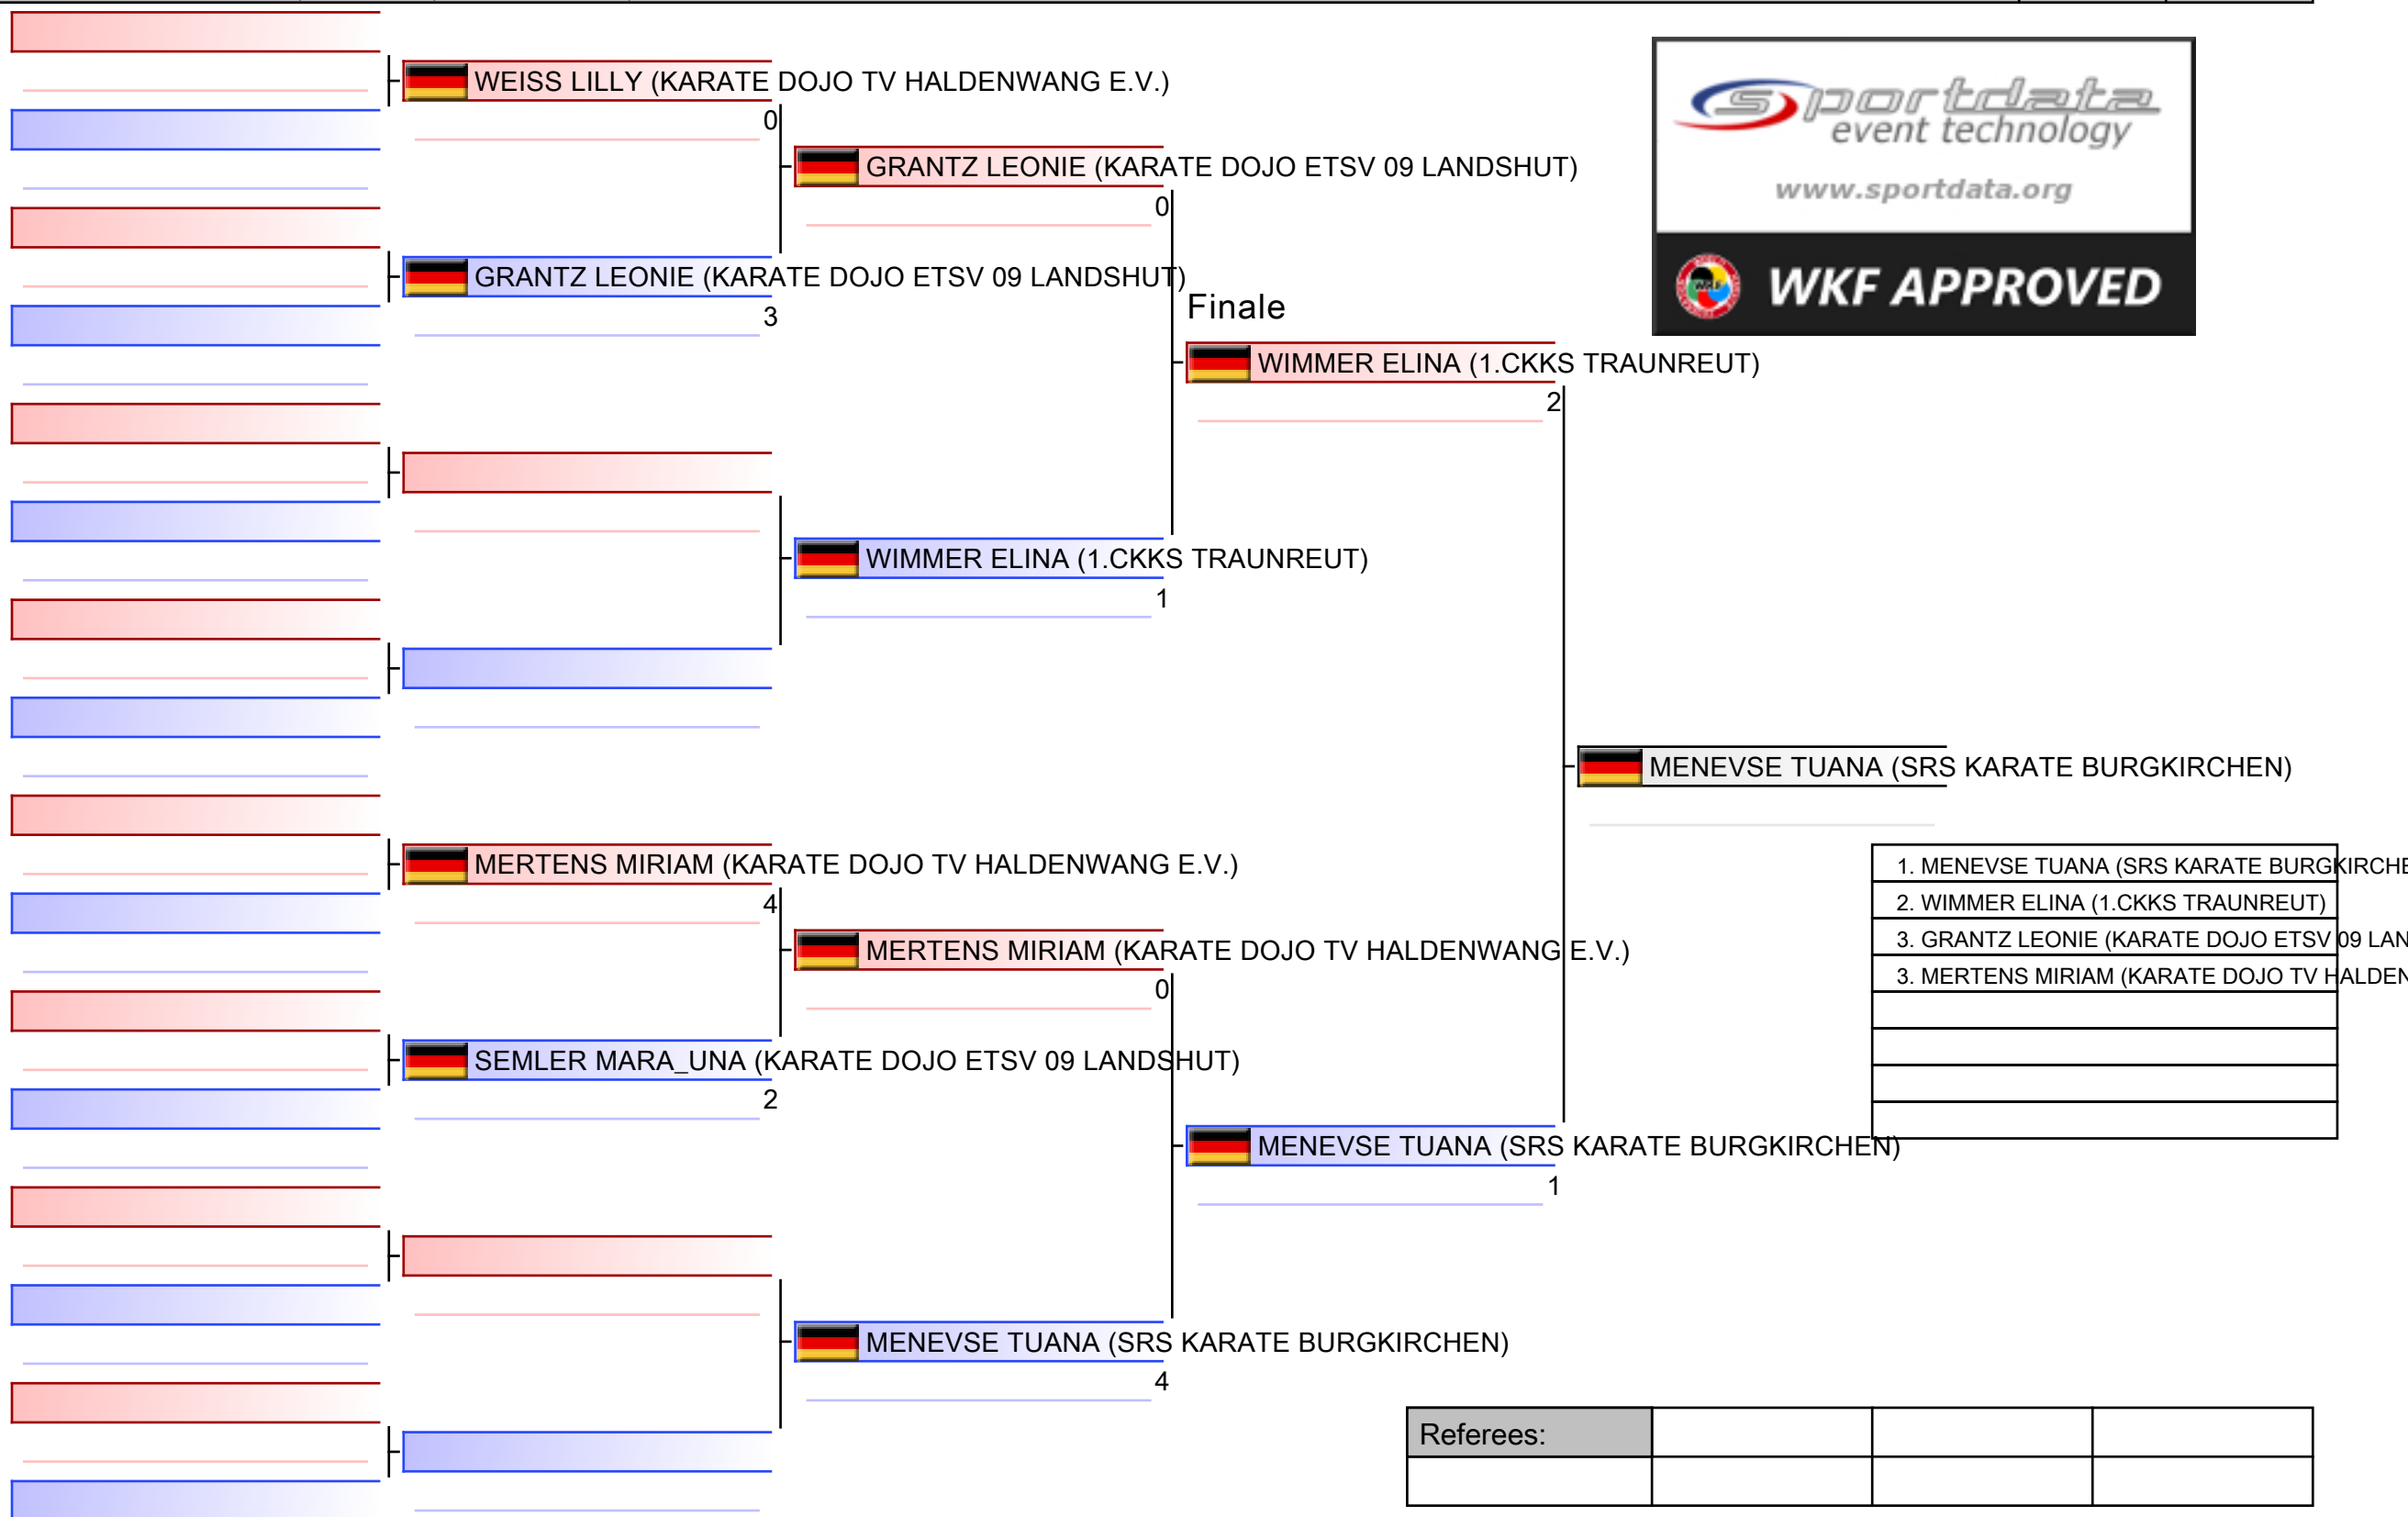 WEISS LILLY (KARATE DOJO TV HALDENWANG E.V.)
0
GRANTZ LEONIE (KARATE DOJO ETSV 09 LANDSHUT)
0
GRANTZ LEONIE (KARATE DOJO ETSV 09 LANDSHUT)
3
Finale
WIMMER ELINA (1.CKKS TRAUNREUT)
2
WIMMER ELINA (1.CKKS TRAUNREUT)
1
MENEVSE TUANA (SRS KARATE BURGKIRCHEN)
MERTENS MIRIAM (KARATE DOJO TV HALDENWANG E.V.)
4
MERTENS MIRIAM (KARATE DOJO TV HALDENWANG E.V.)
0
SEMLER MARA_UNA (KARATE DOJO ETSV 09 LANDSHUT)
2
MENEVSE TUANA (SRS KARATE BURGKIRCHEN)
1
MENEVSE TUANA (SRS KARATE BURGKIRCHEN)
4
sportdata
event technology
www.sportdata.org
WKF APPROVED
1. MENEVSE TUANA (SRS KARATE BURGKIRCHE
2. WIMMER ELINA (1.CKKS TRAUNREUT)
3. GRANTZ LEONIE (KARATE DOJO ETSV 09 LAN
3. MERTENS MIRIAM (KARATE DOJO TV HALDEN
Referees: